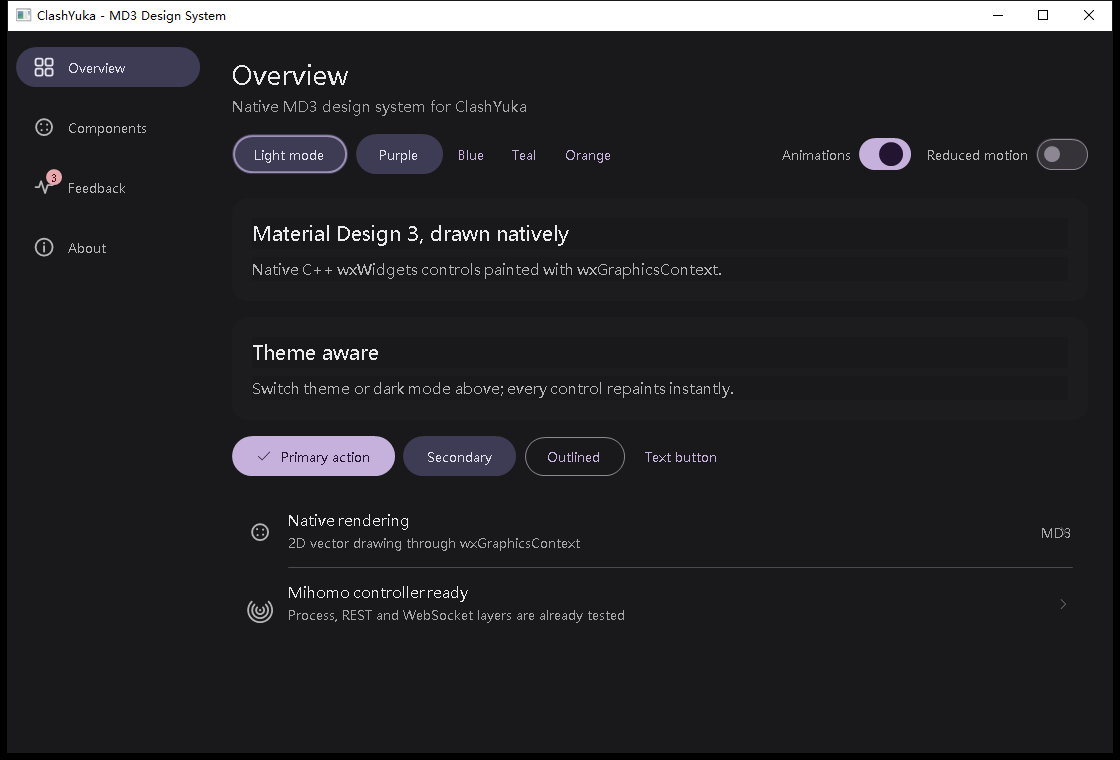 ClashYuka - MD3 Design System
Overview
Components
3
Feedback
About
Overview
Native MD3 design system for ClashYuka
Light mode Purple Blue Teal Orange Animations Reduced motion
Material Design 3, drawn natively
Native C++ wxWidgets controls painted with wxGraphicsContext.
Theme aware
Switch theme or dark mode above; every control repaints instantly.
Primary action Secondary Outlined Text button
Native rendering
2D vector drawing through wxGraphicsContext
MD3
Mihomo controller ready
Process, REST and WebSocket layers are already tested